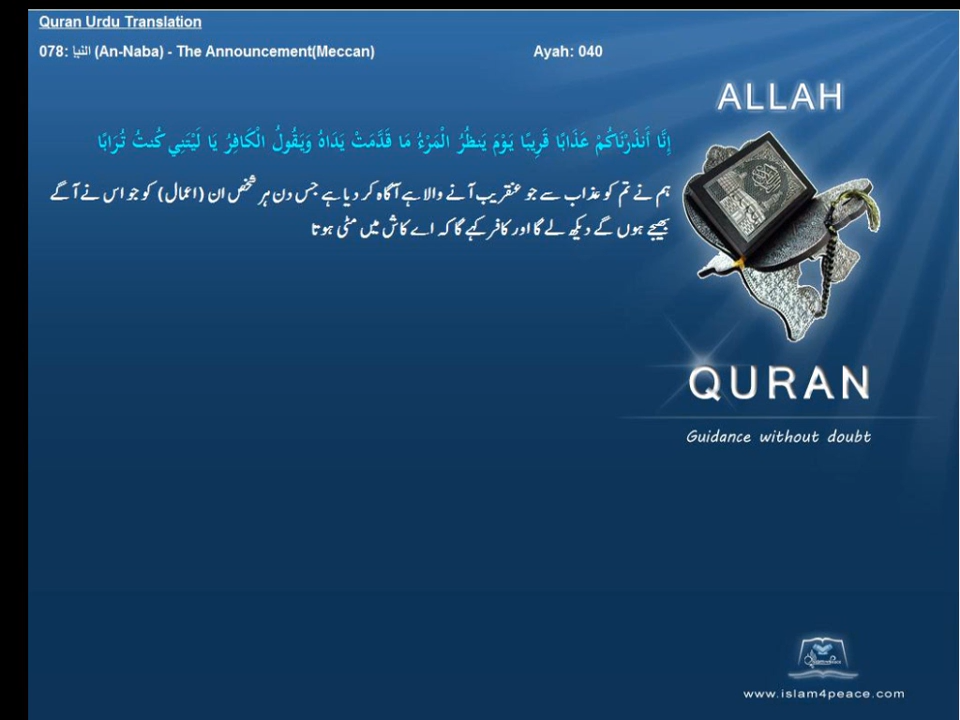 Quran Urdu Translation
078: النبإ (An-Naba) - The Announcement(Meccan) Ayah: 040
ALLAH
إِنَّا أَنذَرْنَاكُمْ عَذَابًا قَرِيبًا يَوْمَ يَنظُرُ الْمَرْءُ مَا قَدَّمَتْ يَدَاهُ وَيَقُولُ الْكَافِرُ يَا لَيْتَنِي كُنتُ تُرَابًا
ہم نے تم کو عذاب سے جو عنقریب آنے والا ہے آگاہ کر دیا ہے جس دن ہر شخص ان (اعمال) کو جو اس نے آگے
بھیجے ہوں گے دیکھ لے گا اور کافر کہے گا کہ اے کاش میں مٹی ہوتا
QURAN
Guidance without doubt
www.islam4peace.com